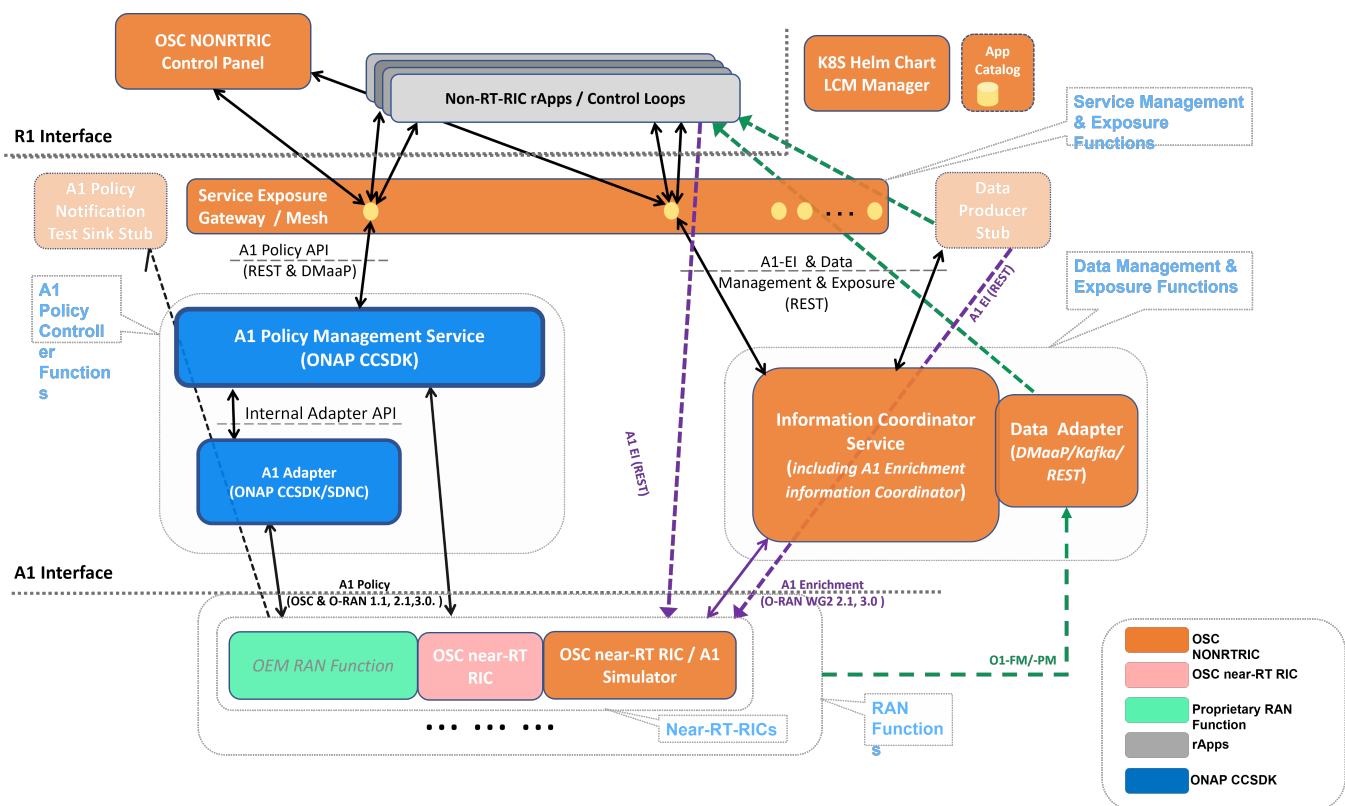 OSC NONRTRIC
Control Panel
Non-RT-RIC rApps / Control Loops
K8S Helm Chart
LCM Manager
App
Catalog
Service Management
& Exposure
Functions
R1 Interface
A1 Policy
Notification
Test Sink Stub
Service Exposure
Gateway / Mesh
...
Data
Producer
Stub
A1 Policy API
(REST & DMaaP)
A1-EI & Data
Management & Exposure
(REST)
A1 EI (REST)
Data Management &
Exposure Functions
A1
Policy
Controll
er
Function
s
A1 Policy Management Service
(ONAP CCSDK)
Internal Adapter API
A1 Adapter
(ONAP CCSDK/SDNC)
A1 EI (REST)
Information Coordinator
Service
(including A1 Enrichment
information Coordinator)
Data Adapter
(DMaaP/Kafka/
REST)
A1 Interface
A1 Policy
(OSC & O-RAN 1.1, 2.1,3.0. )
A1 Enrichment
(O-RAN WG2 2.1, 3.0 )
OEM RAN Function
OSC near-RT
RIC
OSC near-RT RIC / A1
Simulator
O1-FM/-PM
... ... ...
Near-RT-RICs
RAN
Function
s
OSC
NONRTRIC
OSC near-RT RIC
Proprietary RAN
Function
rApps
ONAP CCSDK